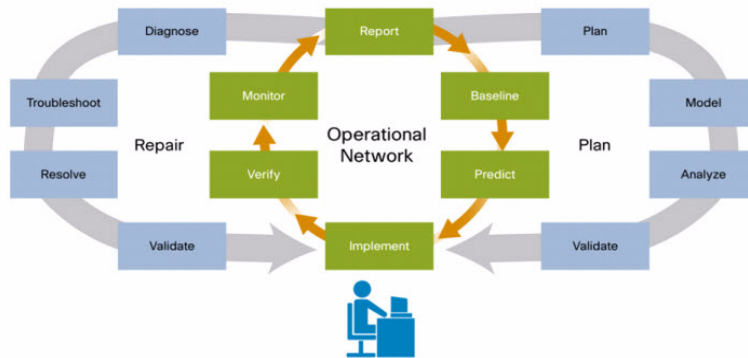 Diagnose
Report
Plan
Troubleshoot
Monitor
Baseline
Model
Repair
Operational
Network
Plan
Resolve
Verify
Predict
Analyze
Validate
Implement
Validate